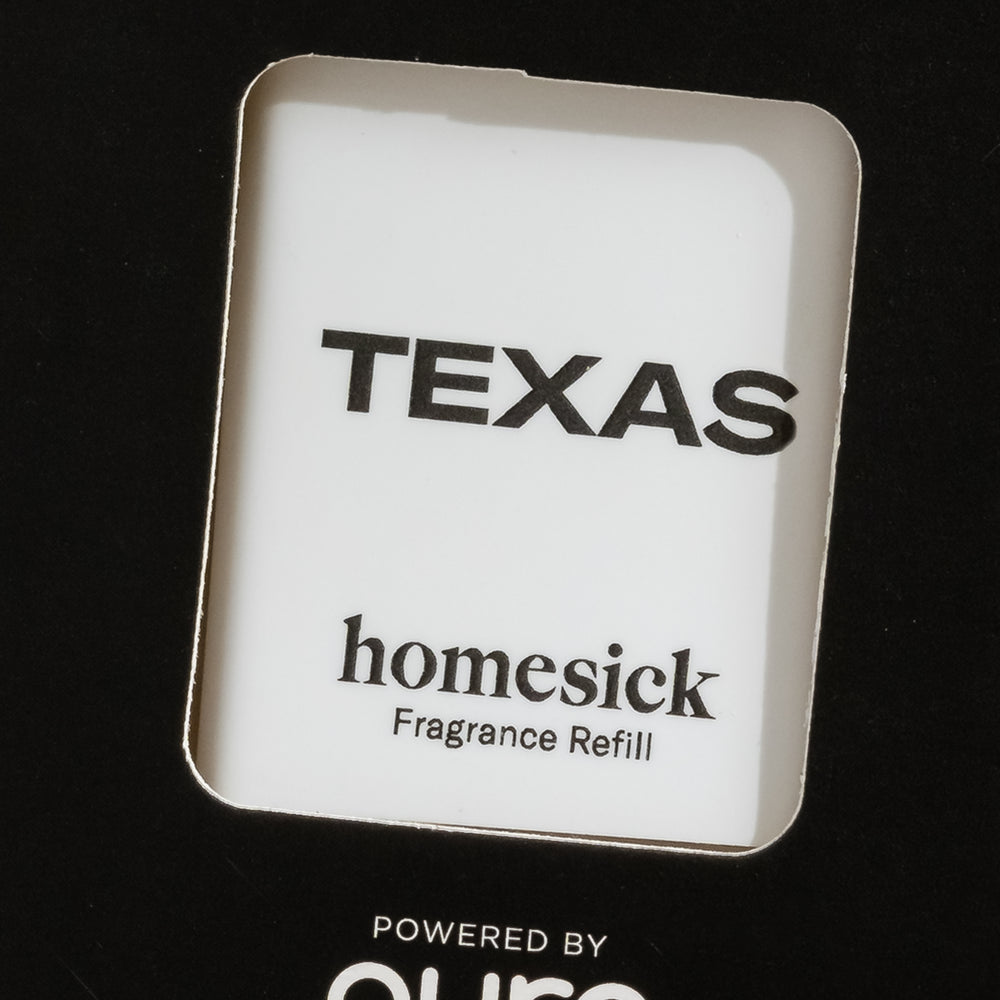 TEXAS
homesick
Fragrance Refill
POWERED BY